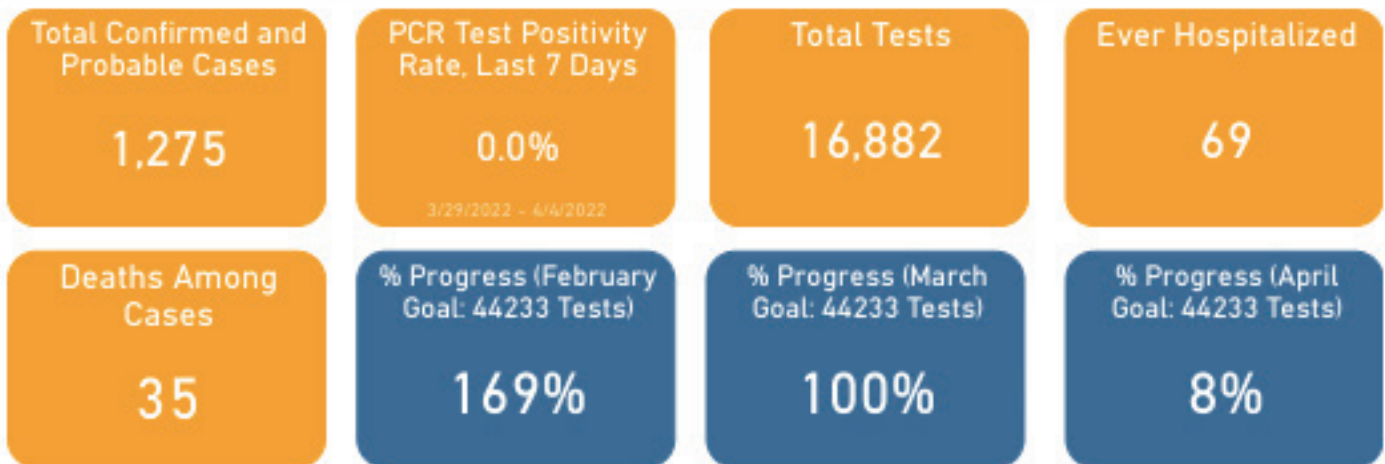 Total Confirmed and
Probable Cases
1,275
PCR Test Positivity
Rate, Last 7 Days
0.0%
3/29/2022 - 4/4/2022
Total Tests
16,882
Ever Hospitalized
69
Deaths Among
Cases
35
% Progress (February
Goal: 44233 Tests)
169%
% Progress (March
Goal: 44233 Tests)
100%
% Progress (April
Goal: 44233 Tests)
8%